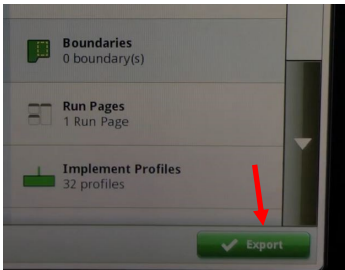 Boundaries
0 boundary(s)
Run Pages
1 Run Page
Implement Profiles
32 profiles
Export